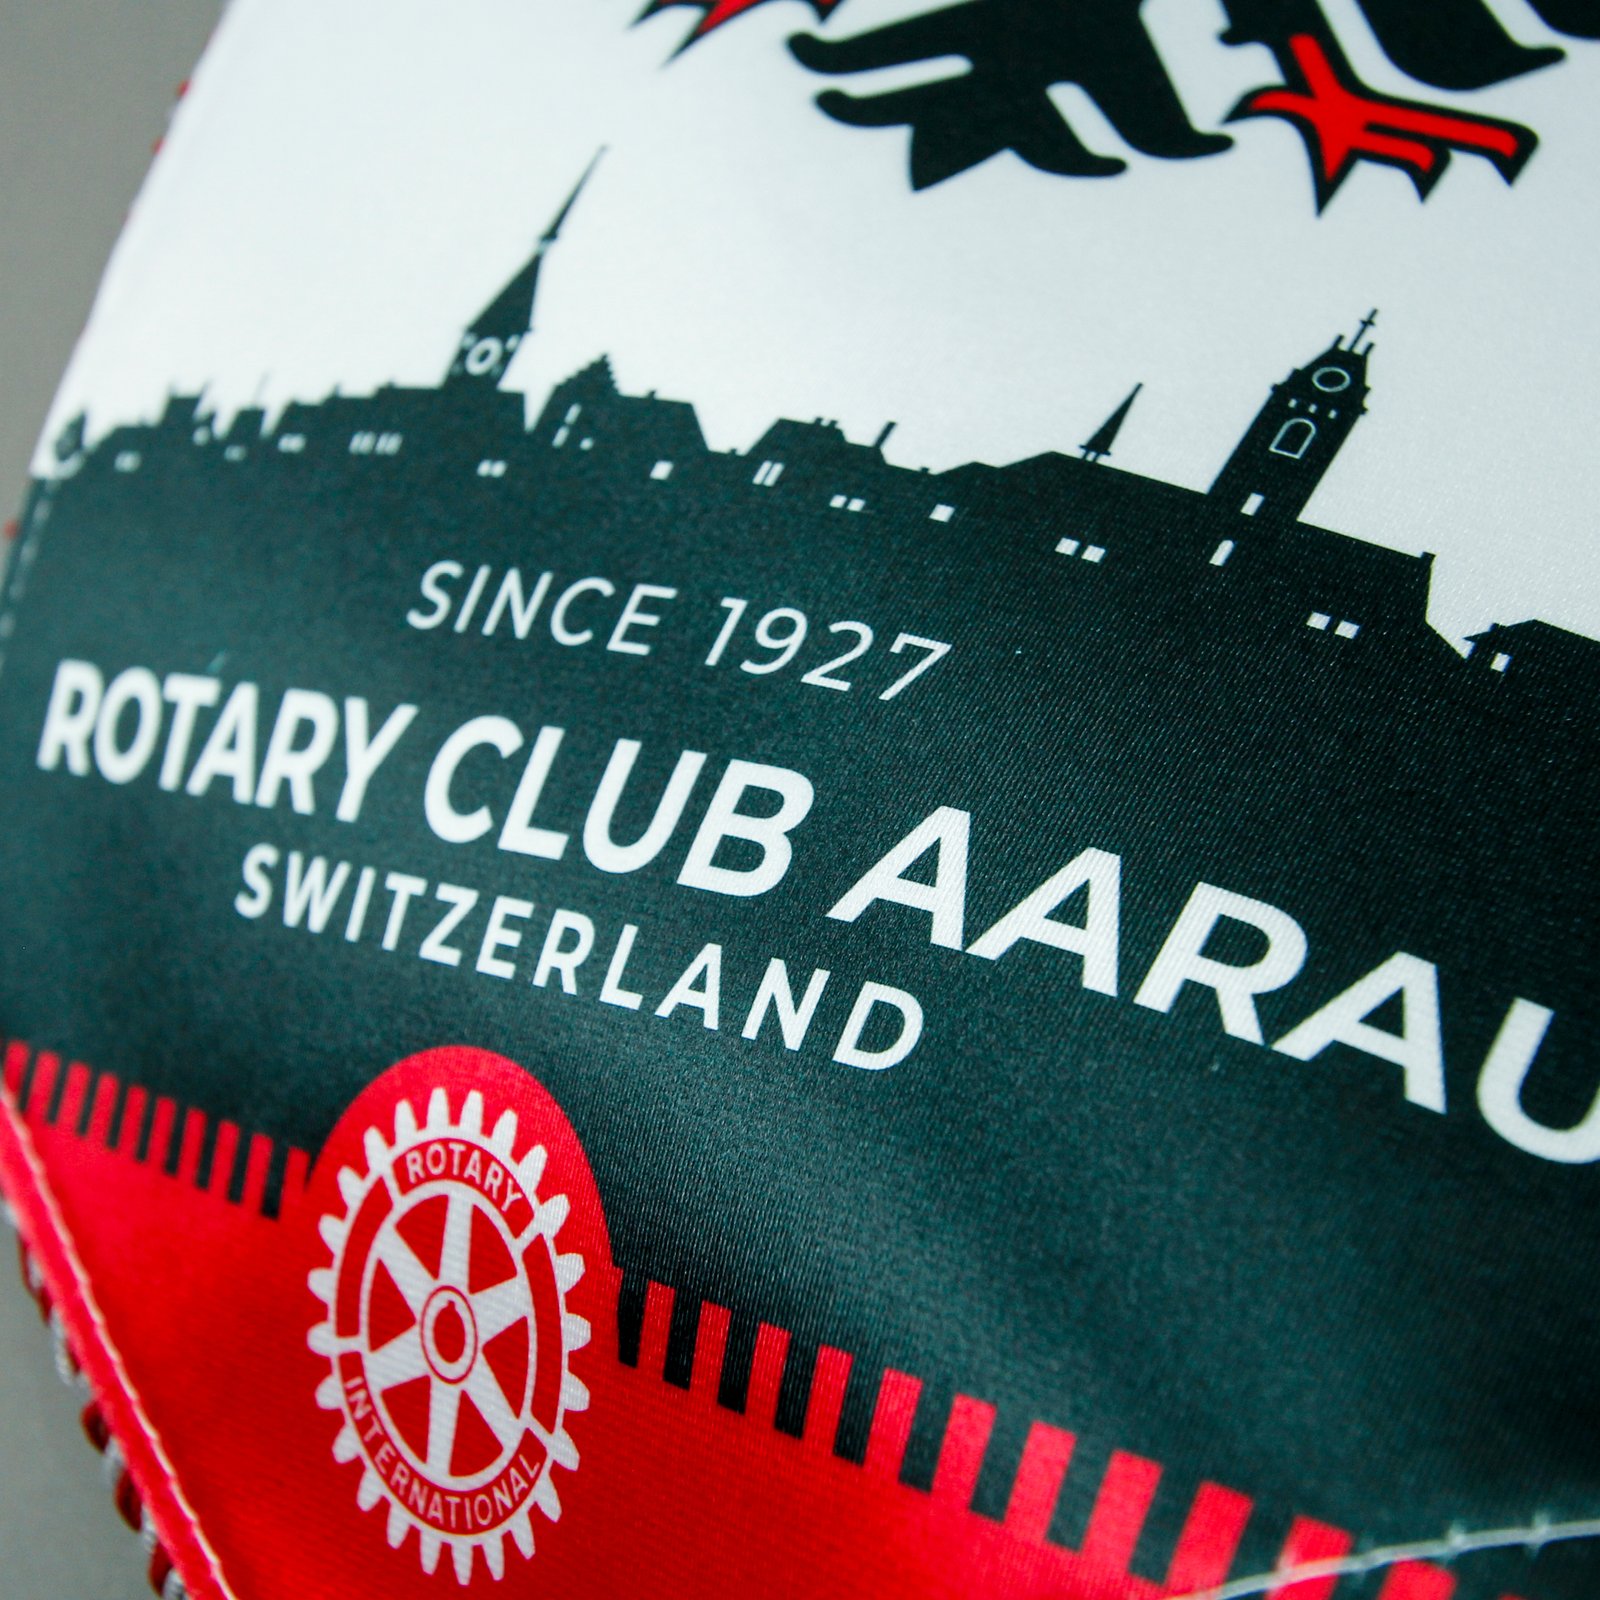 SINCE 1927
ROTARY CLUB AARAU
SWITZERLAND
ROTARY
INTERNATIONAL